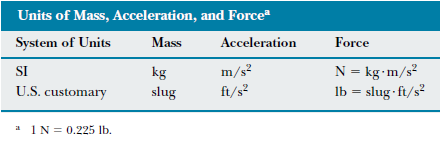 Units of Mass, Acceleration, and Forceᵃ
System of Units Mass Acceleration Force
SI kg m/s² N = kg·m/s²
U.S. customary slug ft/s² lb = slug·ft/s²
ᵃ 1 N = 0.225 lb.